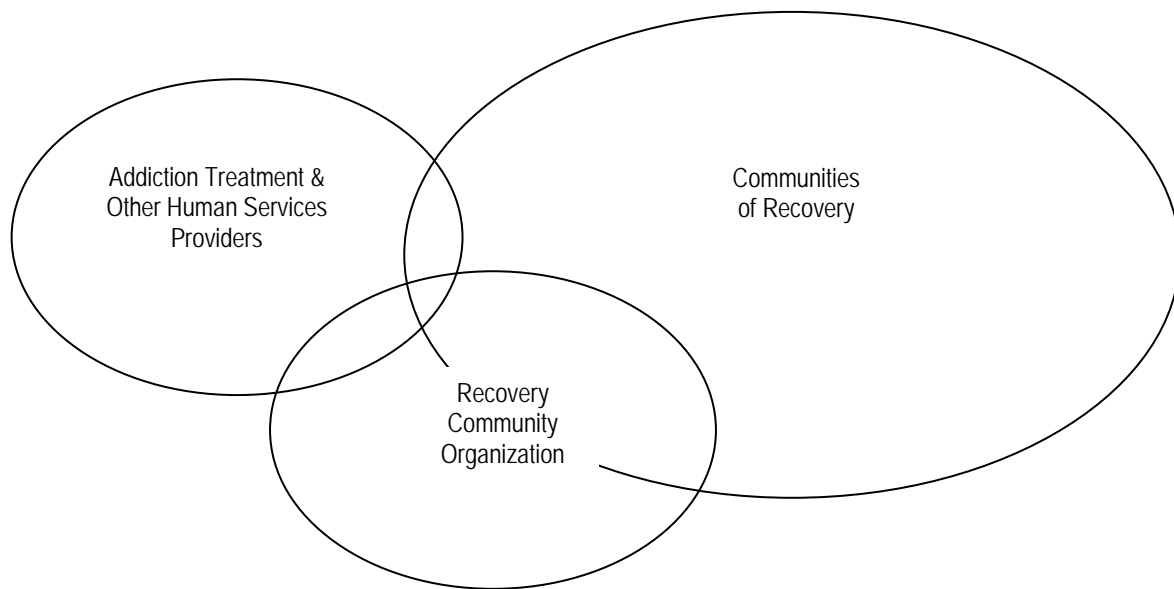 Addiction Treatment &
Other Human Services
Providers
Communities
of Recovery
Recovery
Community
Organization